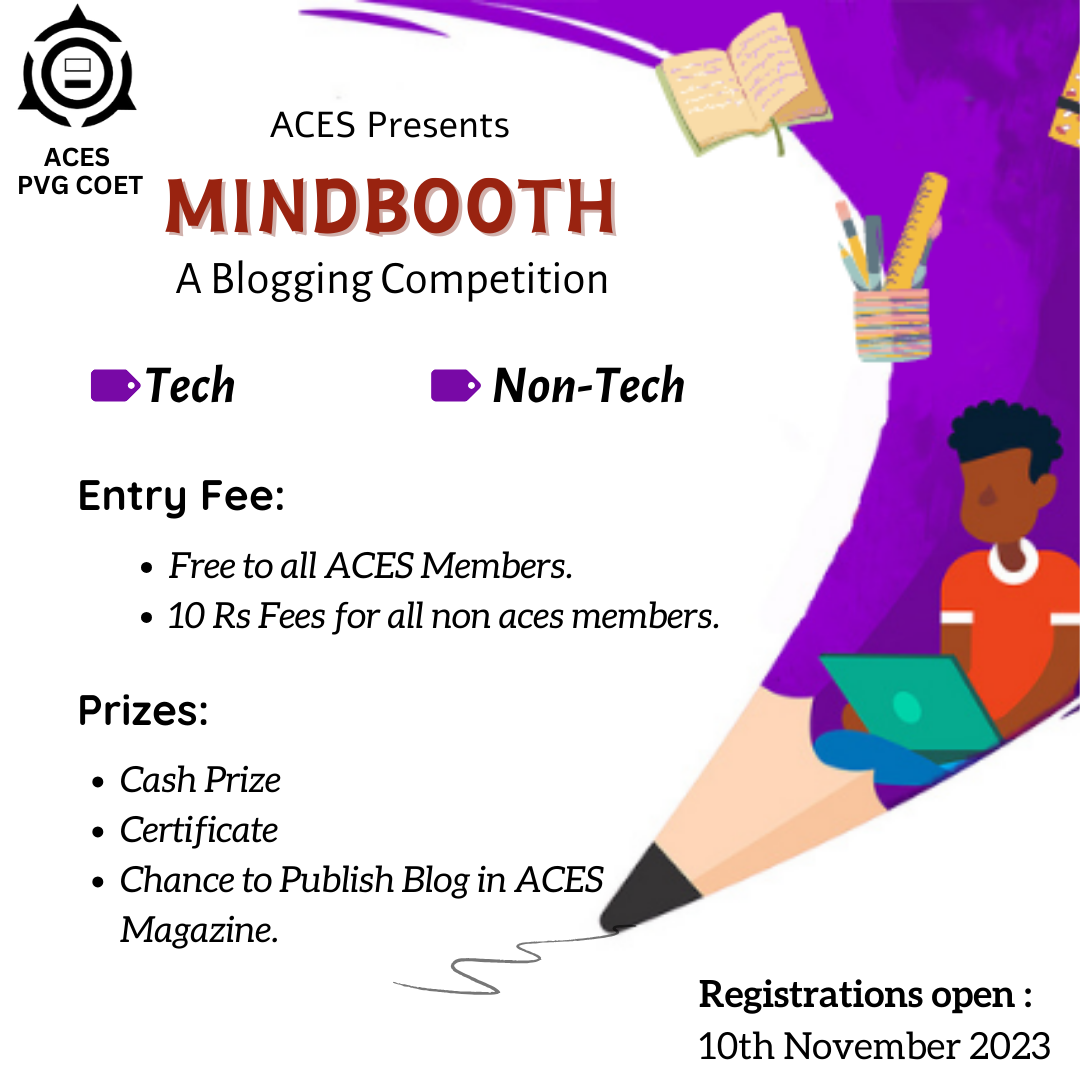 ACES
PVG COET
ACES Presents
MINDBOOTH
A Blogging Competition
Tech
Non-Tech
Entry Fee:
• Free to all ACES Members.
• 10 Rs Fees for all non aces members.
Prizes:
• Cash Prize
• Certificate
• Chance to Publish Blog in ACES
Magazine.
Registrations open :
10th November 2023